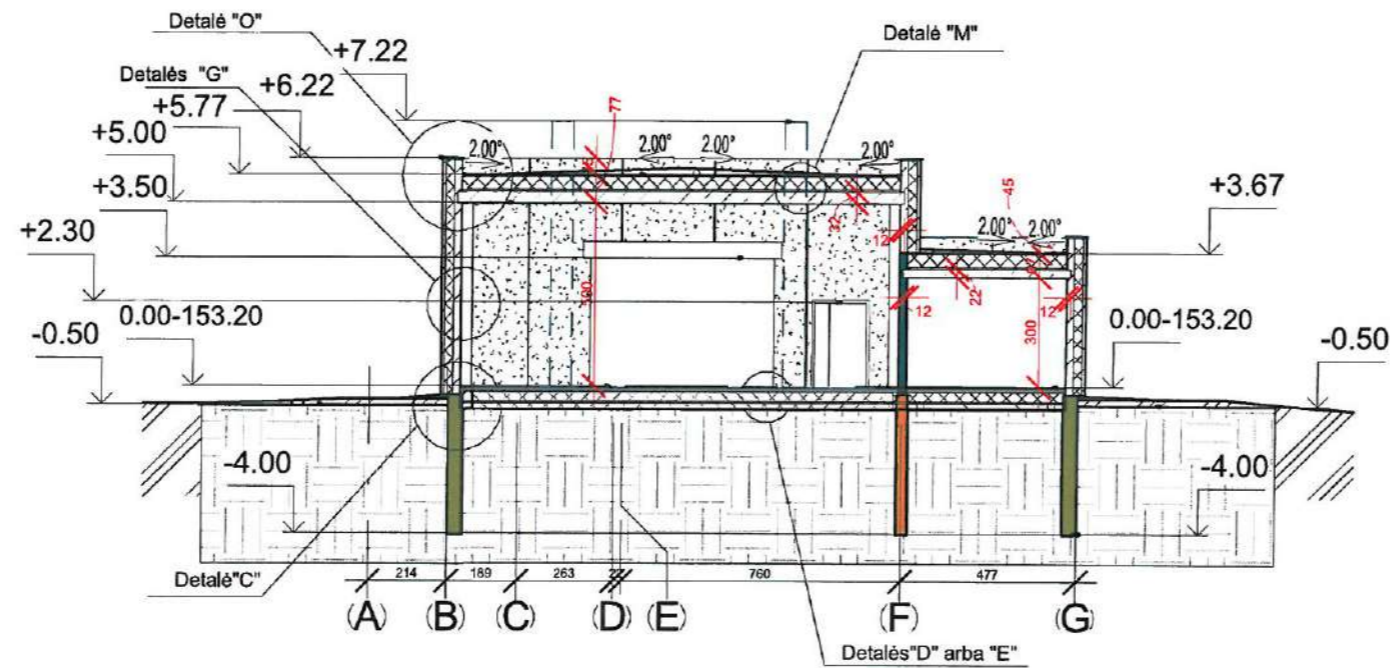 Detalė "O"
Detalė "M"
+7.22
Detalės "G"
+6.22
+5.77
77
+5.00
2.00°
2.00°
2.00°
2.00°
+3.50
45
+3.67
32
+2.30
12
2.00°
2.00°
22
500
12
12
0.00-153.20
300
0.00-153.20
-0.50
-0.50
-4.00
-4.00
Detalė"C"
214
189
263
22
760
477
(A)
(B)
(C)
(D)
(E)
(F)
(G)
Detalės"D" arba "E"